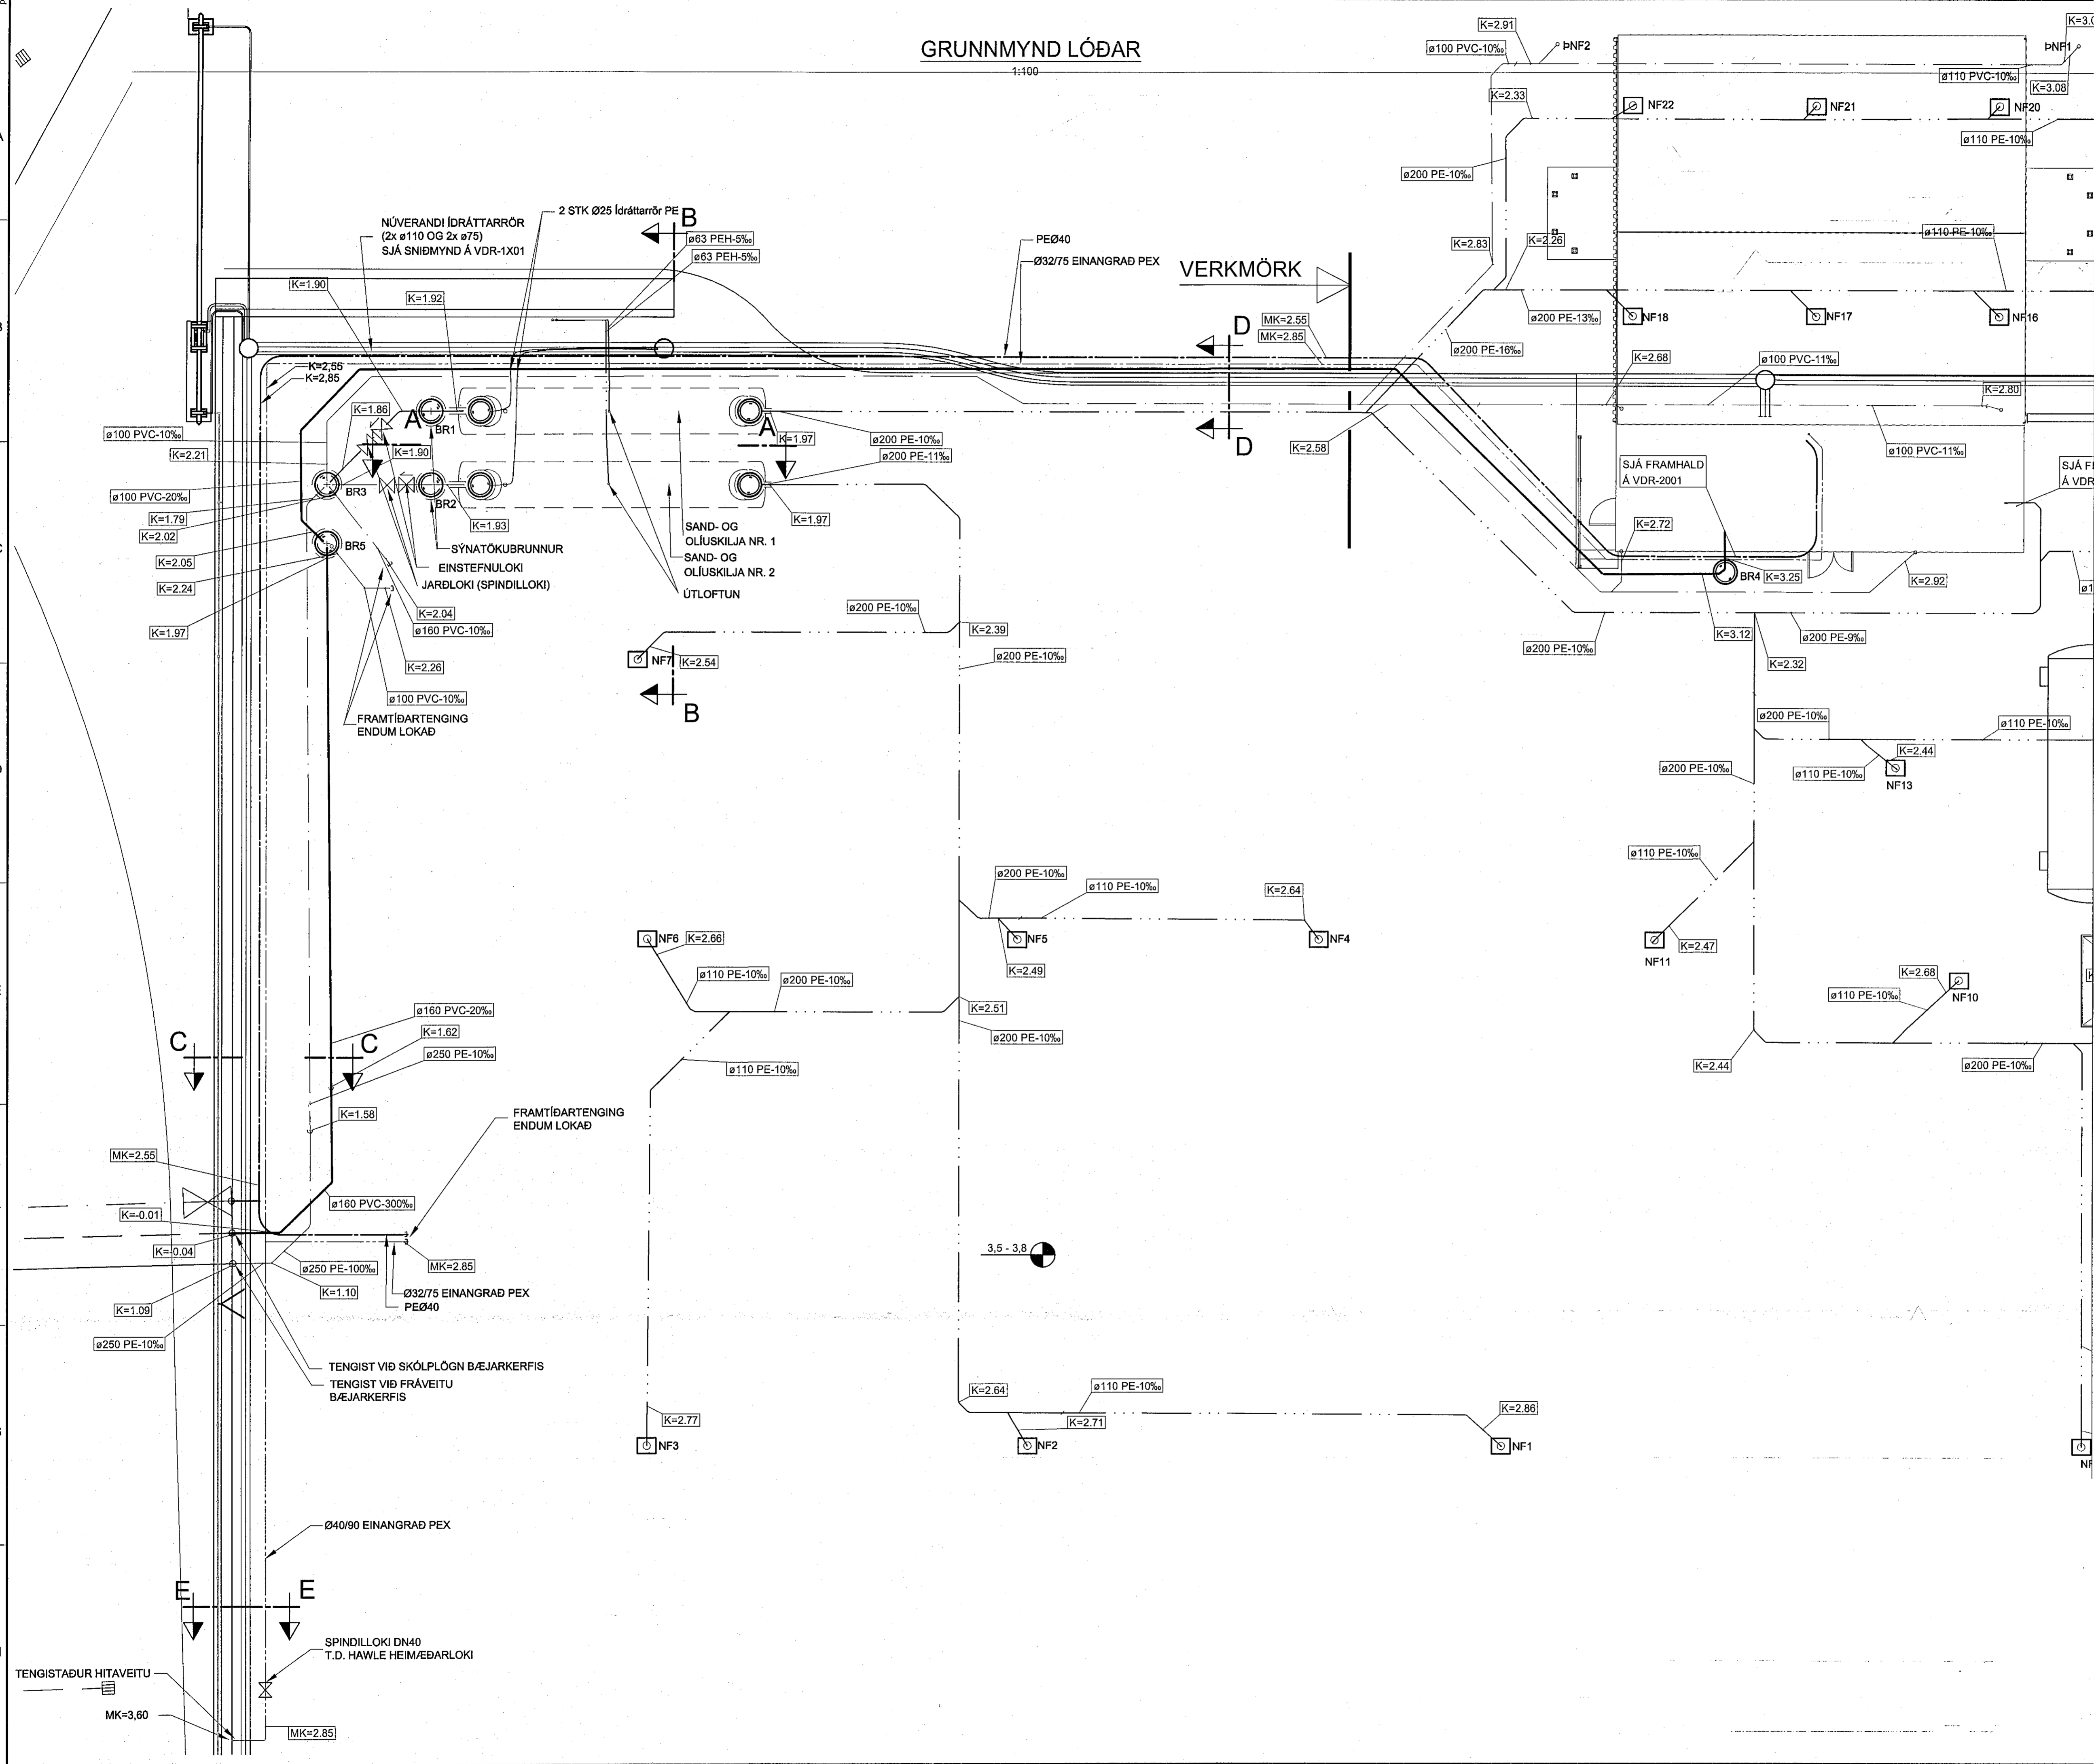 GRUNNMYND LÓÐAR
1:100
K=2.91
ø100 PVC-10‰
ÞNF2
ÞNF1
ø110 PVC-10‰
K=3.08
K=2.33
NF22
NF21
NF20
ø110 PE-10‰
ø200 PE-10‰
NÚVERANDI ÍDRÁTTARRÖR
(2x ø110 OG 2x ø75)
SJÁ SNIÐMYND Á VDR-1X01
2 STK Ø25 Ídráttarrör PE
B
ø63 PEH-5‰
ø63 PEH-5‰
PEØ40
Ø32/75 EINANGRAÐ PEX
VERKMÖRK
K=2.83
K=2.26
ø110 PE-10‰
K=1.90
K=1.92
ø200 PE-13‰
NF18
NF17
NF16
D
MK=2.55
MK=2.85
ø200 PE-16‰
K=2.68
ø100 PVC-11‰
K=2,55
K=2,85
K=2.80
K=1.86
A
BR1
A
K=1.97
ø200 PE-10‰
ø200 PE-11‰
D
K=2.58
ø100 PVC-11‰
ø100 PVC-10‰
K=2.21
K=1.90
BR3
BR2
ø100 PVC-20‰
K=1.79
K=2.02
K=1.93
K=1.97
SJÁ FRAMHALD
Á VDR-2001
K=2.72
SAND- OG
OLÍUSKILJA NR. 1
SAND- OG
OLÍUSKILJA NR. 2
SÝNATÖKUBRUNNUR
EINSTEFNULOKI
JARÐLOKI (SPINDILLOKI)
ÚTLOFTUN
BR5
K=2.05
K=2.24
K=1.97
K=2.04
ø160 PVC-10‰
K=2.26
ø100 PVC-10‰
FRAMTÍÐARTENGING
ENDUM LOKAÐ
BR4
K=3.25
K=2.92
ø200 PE-10‰
K=2.39
ø200 PE-10‰
NF7
K=2.54
B
K=3.12
ø200 PE-9‰
ø200 PE-10‰
K=2.32
ø200 PE-10‰
ø110 PE-10‰
K=2.44
ø200 PE-10‰
ø110 PE-10‰
NF13
ø110 PE-10‰
ø200 PE-10‰
ø110 PE-10‰
K=2.64
NF6
K=2.66
NF5
NF4
K=2.49
K=2.47
NF11
K=2.68
ø110 PE-10‰
NF10
ø110 PE-10‰
ø200 PE-10‰
K=2.51
ø200 PE-10‰
ø110 PE-10‰
K=2.44
ø200 PE-10‰
ø160 PVC-20‰
K=1.62
ø250 PE-10‰
C
C
K=1.58
FRAMTÍÐARTENGING
ENDUM LOKAÐ
MK=2.55
ø160 PVC-300‰
K=-0.01
K=-0.04
ø250 PE-100‰
MK=2.85
K=1.10
Ø32/75 EINANGRAÐ PEX
PEØ40
K=1.09
ø250 PE-10‰
3,5 - 3,8
TENGIST VIÐ SKÓLPLÖGN BÆJARKERFIS
TENGIST VIÐ FRÁVEITU
BÆJARKERFIS
K=2.64
ø110 PE-10‰
K=2.77
K=2.71
K=2.86
NF3
NF2
NF1
Ø40/90 EINANGRAÐ PEX
E
E
SPINDILLOKI DN40
T.D. HAWLE HEIMÆÐARLOKI
TENGISTAÐUR HITAVEITU
MK=3,60
MK=2.85